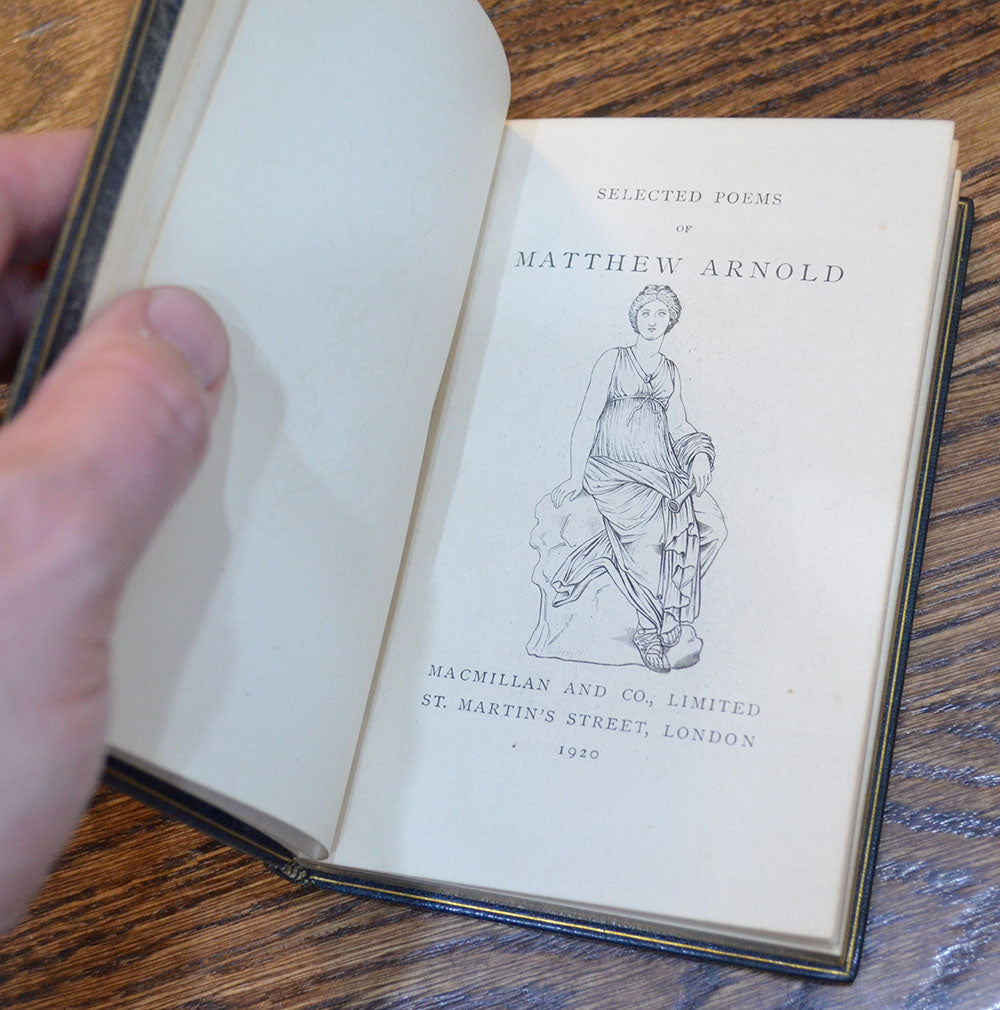 SELECTED POEMS
OF
MATTHEW ARNOLD
MACMILLAN AND CO., LIMITED
ST. MARTIN'S STREET, LONDON
1920